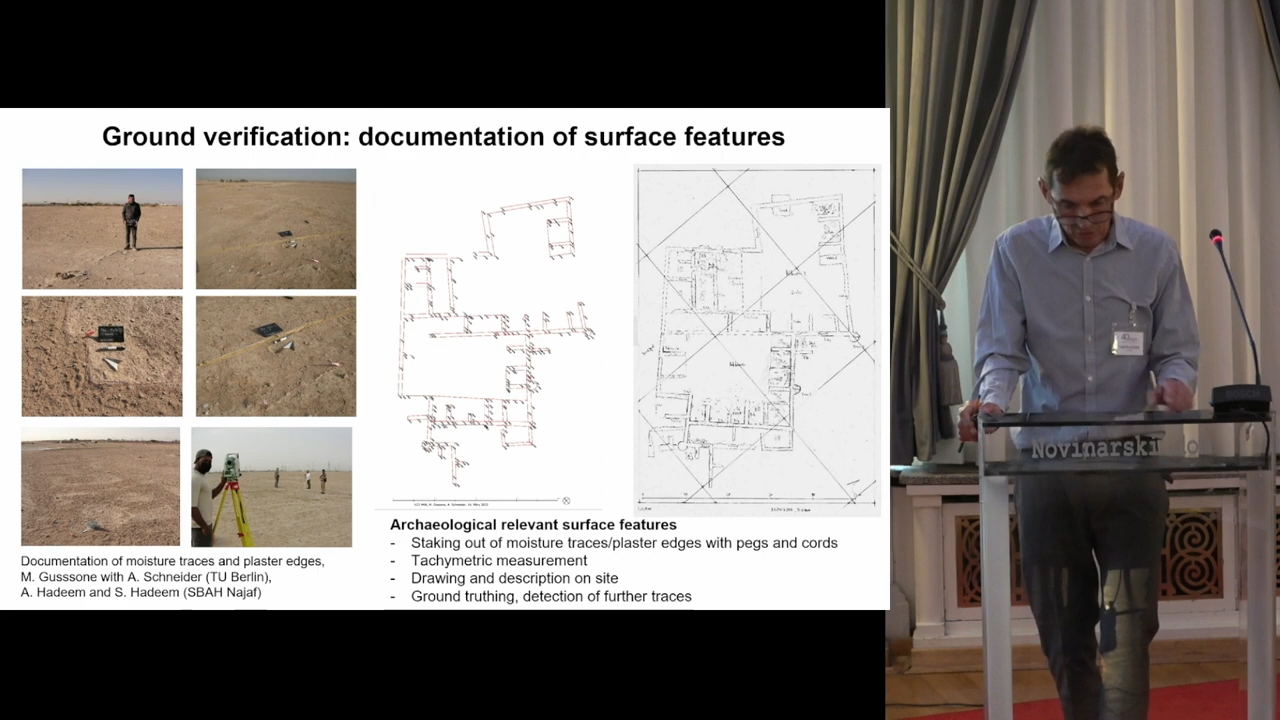 Ground verification: documentation of surface features
Documentation of moisture traces and plaster edges,
M. Gusssone with A. Schneider (TU Berlin),
A. Hadeem and S. Hadeem (SBAH Najaf)
Archaeological relevant surface features
- Staking out of moisture traces/plaster edges with pegs and cords
- Tachymetric measurement
- Drawing and description on site
- Ground truthing, detection of further traces
Novinarski